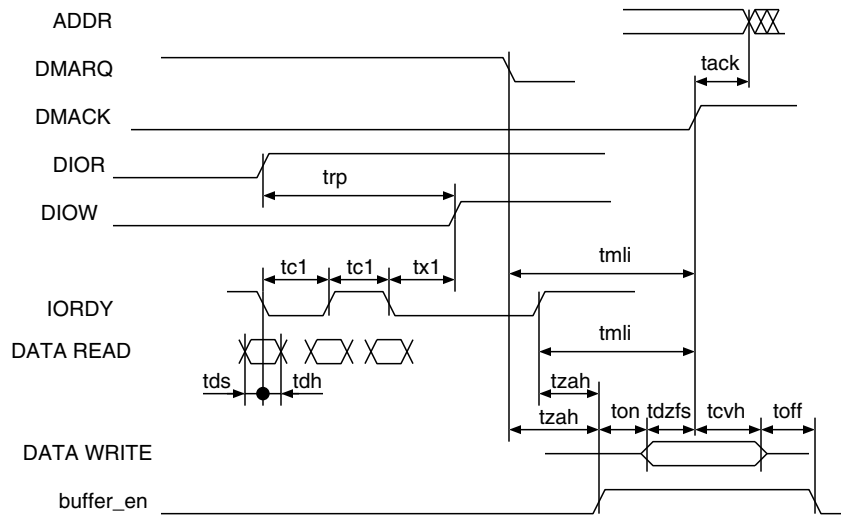 ADDR
DMARQ
tack
DMACK
DIOR
trp
DIOW
tc1 tc1 tx1 tmli
IORDY
DATA READ tmli
tds tdh tzah
tzah ton tdzfs tcvh toff
DATA WRITE
buffer_en